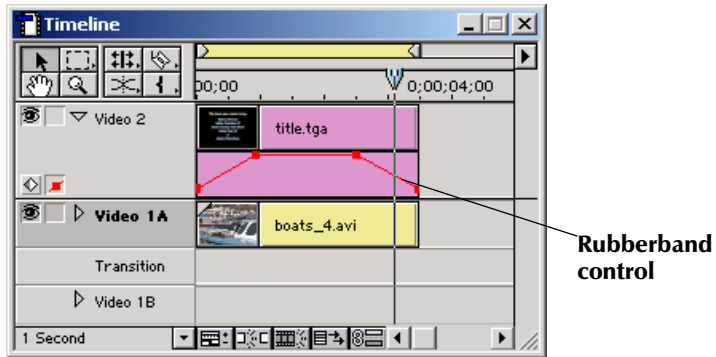 Timeline
00;00
0;00;04;00
Video 2
title.tga
Video 1A
boats_4.avi
Rubberband
control
Transition
Video 1B
1 Second